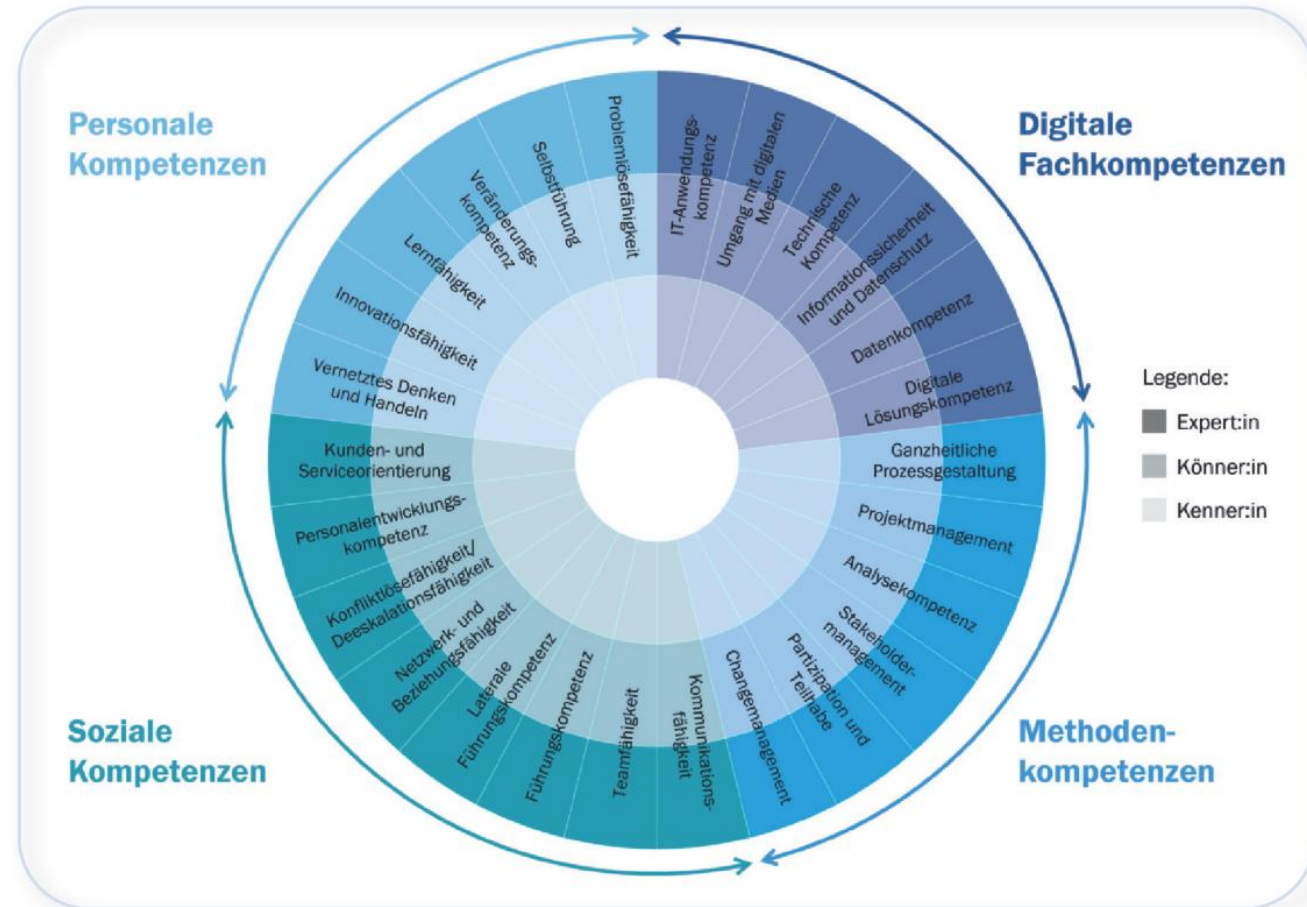 Personale
Kompetenzen
Digitale
Fachkompetenzen
Problemlösefähigkeit
Selbstführung
Veränderungs-
kompetenz
Lernfähigkeit
Innovationsfähigkeit
Vernetztes Denken
und Handeln
IT-Anwendungs-
kompetenz
Umgang mit digitalen
Medien
Technische
Kompetenz
Informationssicherheit
und Datenschutz
Datenkompetenz
Digitale
Lösungskompetenz
Legende:
Expert:in
Könner:in
Kenner:in
Kunden- und
Serviceorientierung
Personalentwicklungs-
kompetenz
Konfliktlösefähigkeit/
Deeskalationsfähigkeit
Netzwerk- und
Beziehungsfähigkeit
Laterale
Führungskompetenz
Führungskompetenz
Teamfähigkeit
Kommunikations-
fähigkeit
Ganzheitliche
Prozessgestaltung
Projektmanagement
Analysekompetenz
Stakeholder-
management
Partizipation und
Teilhabe
Changemanagement
Soziale
Kompetenzen
Methoden-
kompetenzen